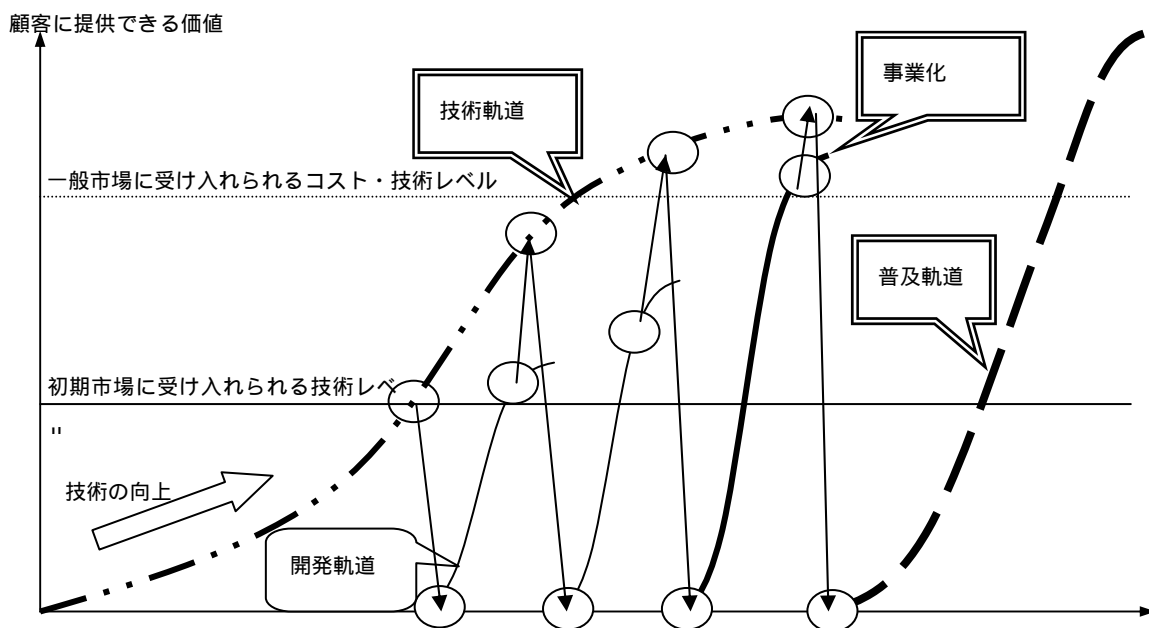 顧客に提供できる価値
事業化
技術軌道
一般市場に受け入れられるコスト・技術レベル
普及軌道
初期市場に受け入れられる技術レベ
技術の向上
開発軌道